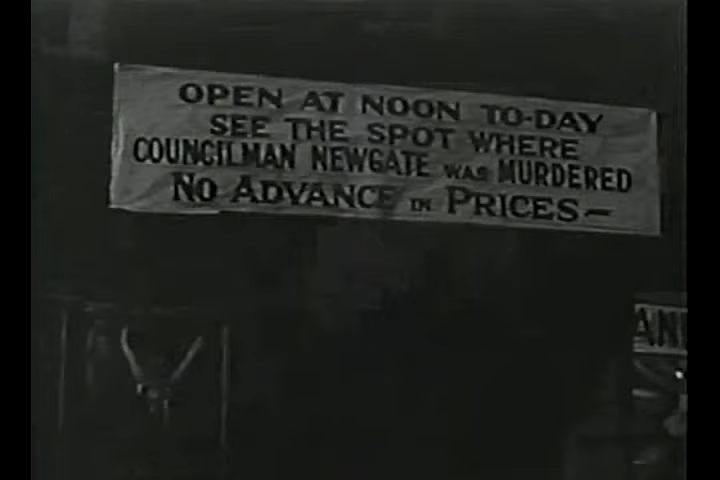 OPEN AT NOON TO-DAY
SEE THE SPOT WHERE
COUNCILMAN NEWGATE WAS MURDERED
NO ADVANCE IN PRICES—